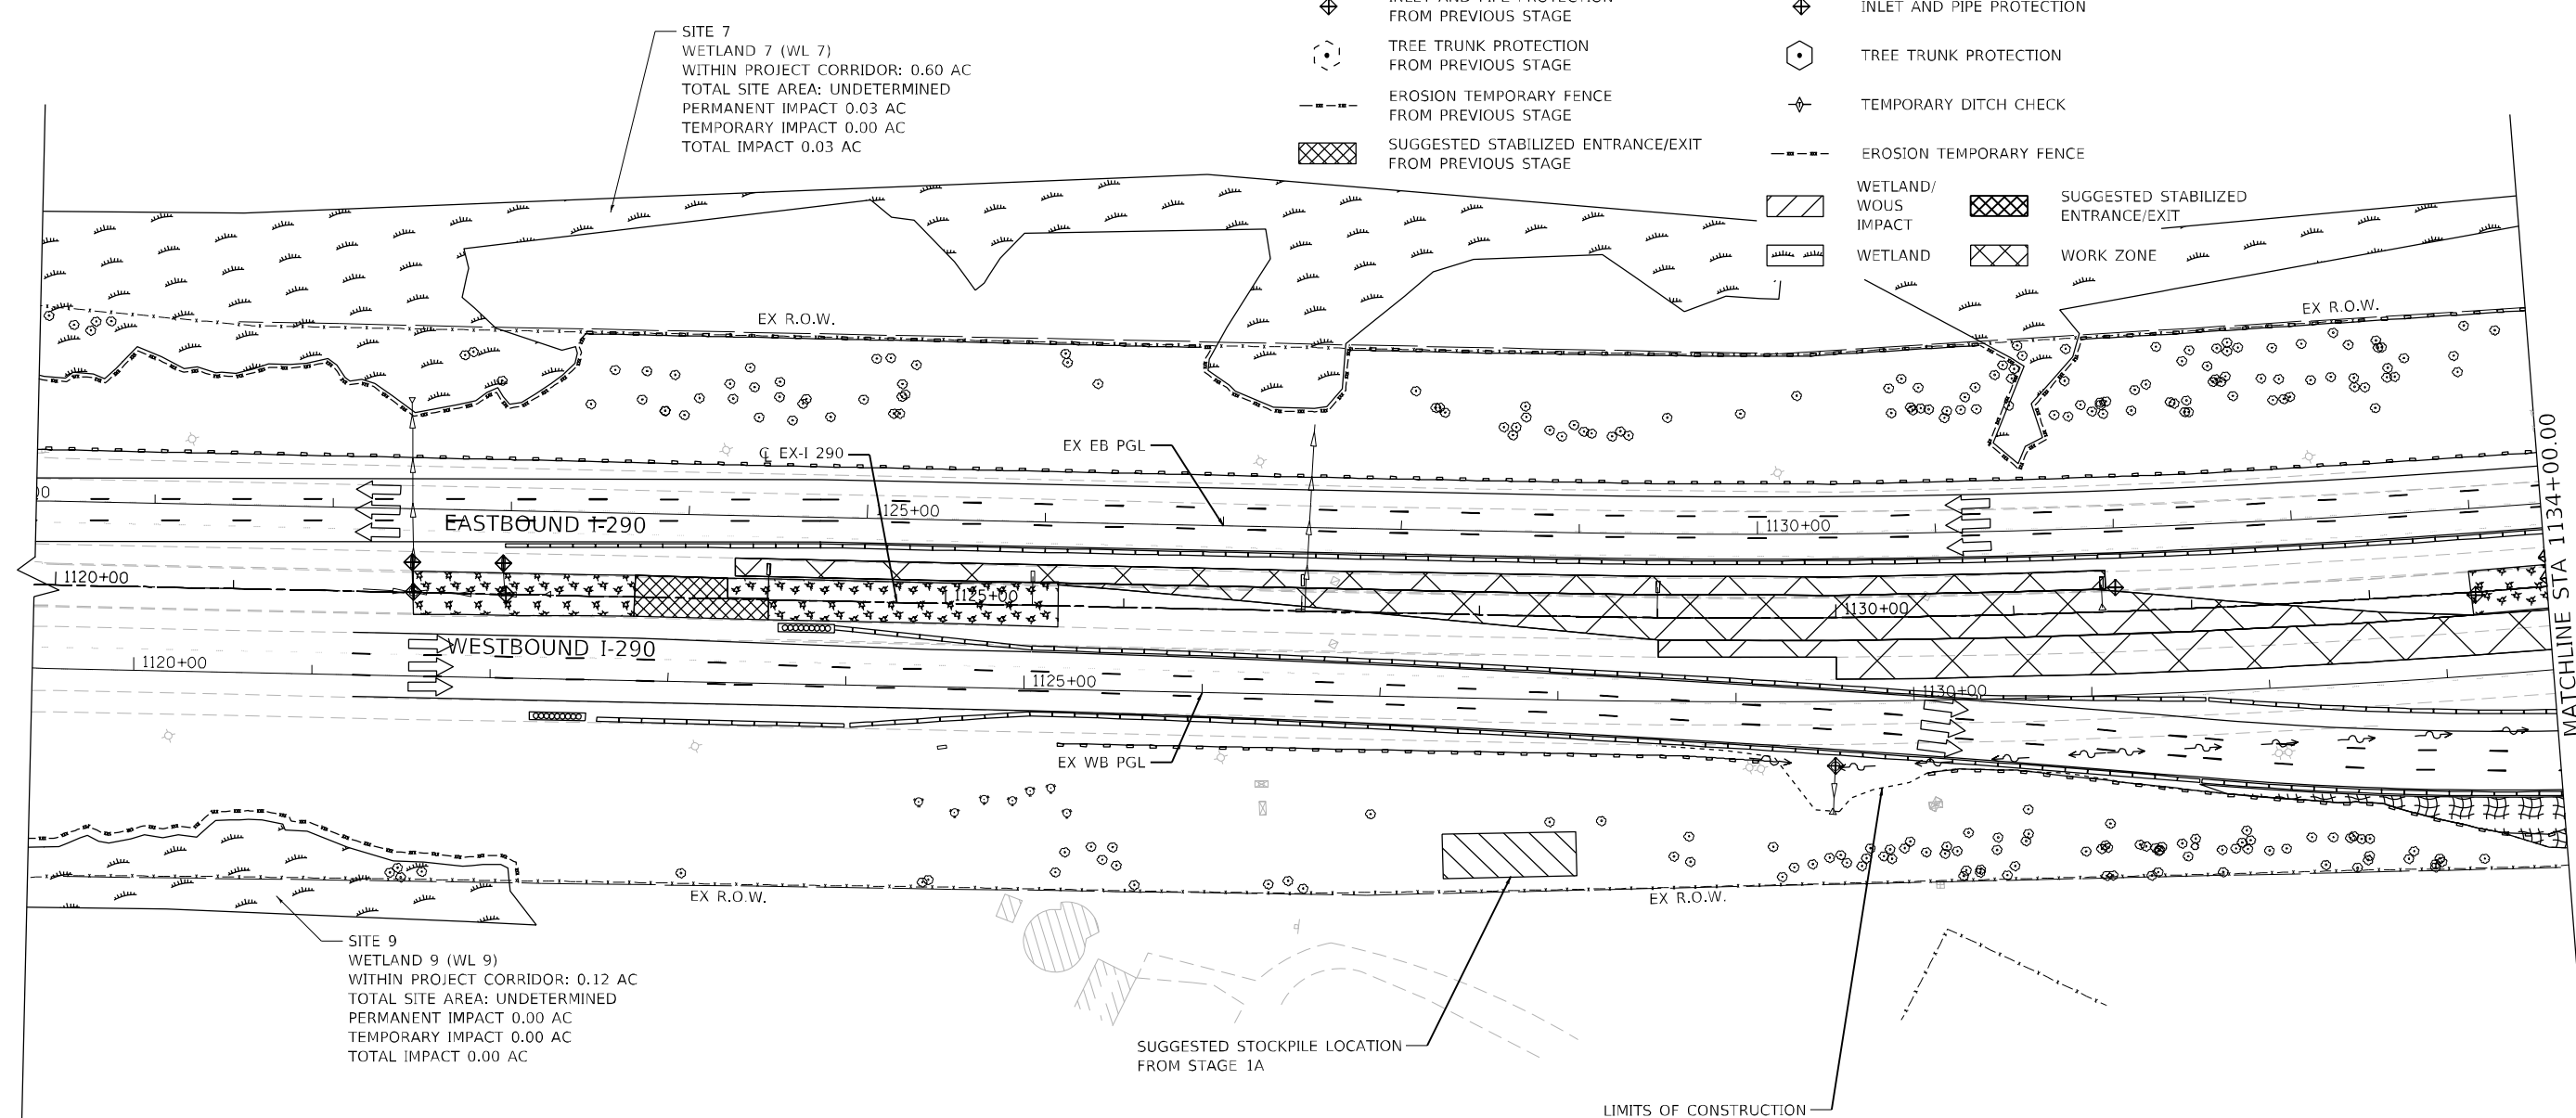 SITE 7
WETLAND 7 (WL 7)
WITHIN PROJECT CORRIDOR: 0.60 AC
TOTAL SITE AREA: UNDETERMINED
PERMANENT IMPACT 0.03 AC
TEMPORARY IMPACT 0.00 AC
TOTAL IMPACT 0.03 AC
INLET AND PIPE PROTECTION
FROM PREVIOUS STAGE
TREE TRUNK PROTECTION
FROM PREVIOUS STAGE
EROSION TEMPORARY FENCE
FROM PREVIOUS STAGE
SUGGESTED STABILIZED ENTRANCE/EXIT
FROM PREVIOUS STAGE
INLET AND PIPE PROTECTION
TREE TRUNK PROTECTION
TEMPORARY DITCH CHECK
EROSION TEMPORARY FENCE
WETLAND/
WOUS
IMPACT
SUGGESTED STABILIZED
ENTRANCE/EXIT
WETLAND
WORK ZONE
EX R.O.W.
EX R.O.W.
℄ EX-I 290
EX EB PGL
EASTBOUND I-290
1125+00
1130+00
1120+00
1125+00
1130+00
WESTBOUND I-290
1120+00
1125+00
1130+00
MATCHLINE STA 1134+00.00
EX WB PGL
EX R.O.W.
EX R.O.W.
SITE 9
WETLAND 9 (WL 9)
WITHIN PROJECT CORRIDOR: 0.12 AC
TOTAL SITE AREA: UNDETERMINED
PERMANENT IMPACT 0.00 AC
TEMPORARY IMPACT 0.00 AC
TOTAL IMPACT 0.00 AC
SUGGESTED STOCKPILE LOCATION
FROM STAGE 1A
LIMITS OF CONSTRUCTION